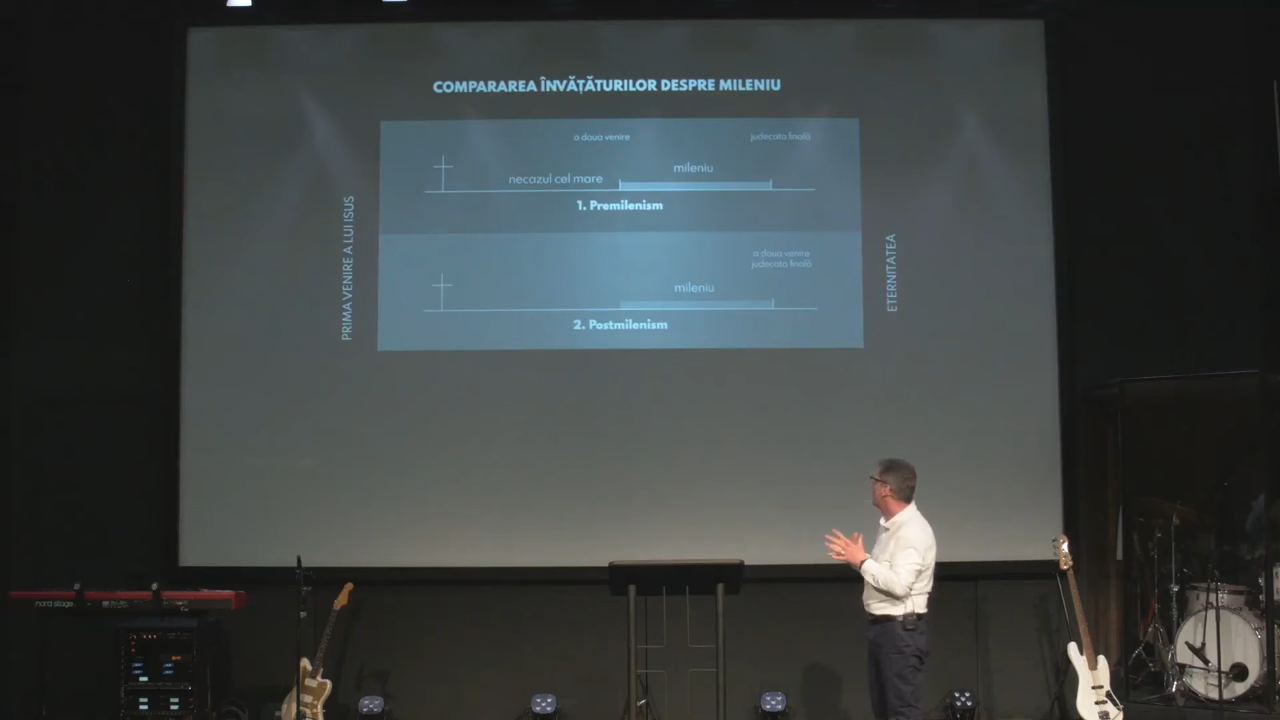 COMPARAREA ÎNVĂȚĂTURILOR DESPRE MILENIU
a doua venire
judecata finală
necazul cel mare
mileniu
1. Premilenism
a doua venire
judecata finală
mileniu
2. Postmilenism
PRIMA VENIRE A LUI ISUS
ETERNITATEA
nord stage